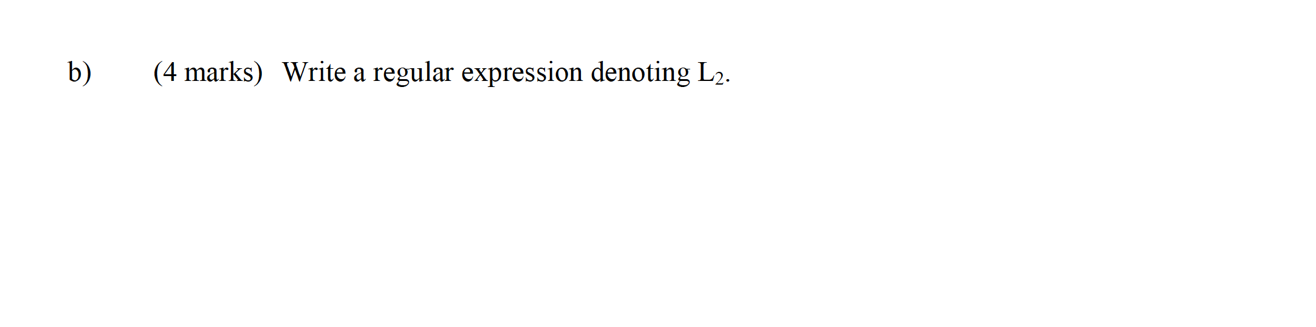 b) (4 marks) Write a regular expression denoting L₂.